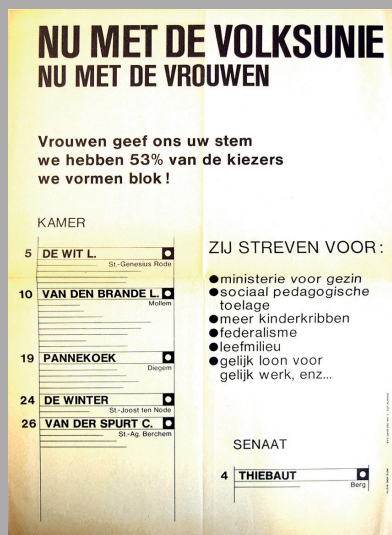 NU MET DE VOLKSUNIE
NU MET DE VROUWEN
Vrouwen geef ons uw stem
we hebben 53% van de kiezers
we vormen blok !
KAMER
5 DE WIT L.
St.-Genesius Rode
10 VAN DEN BRANDE L.
Mollem
19 PANNEKOEK
Diegem
24 DE WINTER
St-Joost ten Node
26 VAN DER SPURT C.
St.-Ag. Berchem
ZIJ STREVEN VOOR :
●ministerie voor gezin
●sociaal pedagogische
toelage
●meer kinderkribben
●federalisme
●leefmilieu
●gelijk loon voor
gelijk werk, enz...
SENAAT
4 THIEBAUT
Berg